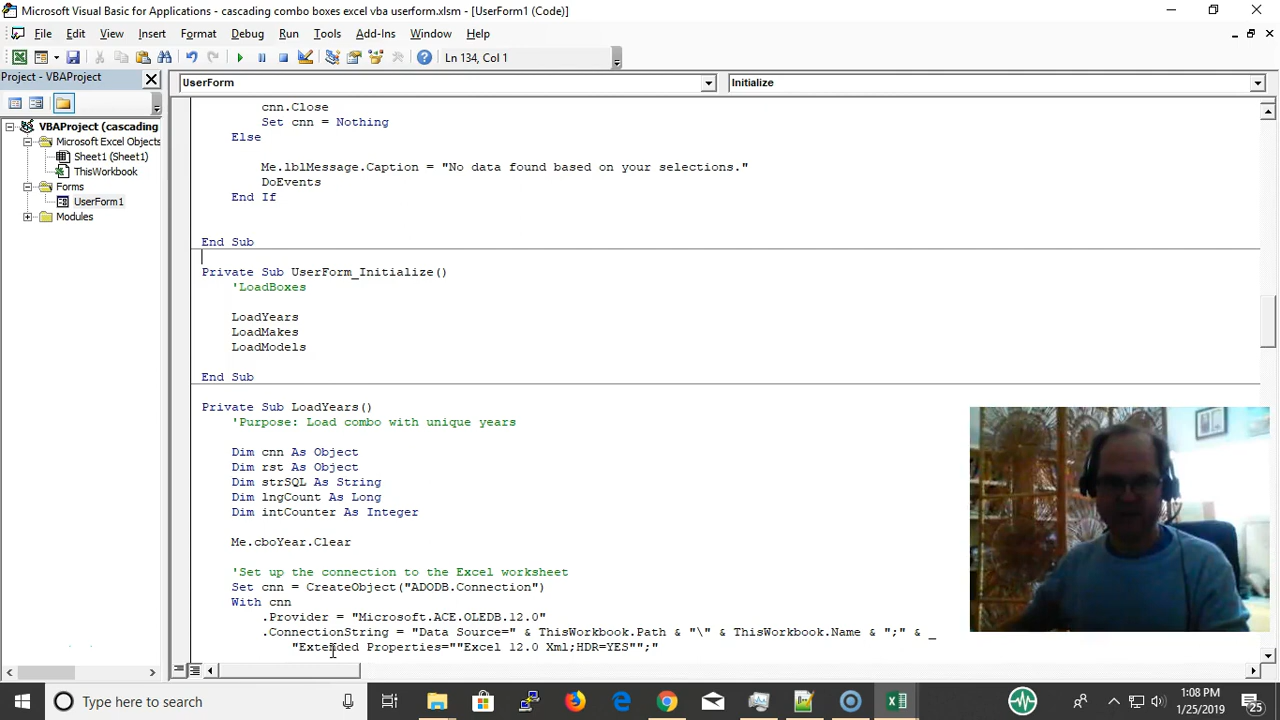 Microsoft Visual Basic for Applications - cascading combo boxes excel vba userform.xlsm - [UserForm1 (Code)]
File Edit View Insert Format Debug Run Tools Add-Ins Window Help
Ln 134, Col 1
Project - VBAProject
UserForm
Initialize
VBAProject (cascading
Microsoft Excel Objects
Sheet1 (Sheet1)
ThisWorkbook
Forms
UserForm1
Modules
cnn.Close
Set cnn = Nothing
Else
Me.lblMessage.Caption = "No data found based on your selections."
DoEvents
End If
End Sub
Private Sub UserForm_Initialize()
'LoadBoxes
LoadYears
LoadMakes
LoadModels
End Sub
Private Sub LoadYears()
'Purpose: Load combo with unique years
Dim cnn As Object
Dim rst As Object
Dim strSQL As String
Dim lngCount As Long
Dim intCounter As Integer
Me.cboYear.Clear
'Set up the connection to the Excel worksheet
Set cnn = CreateObject("ADODB.Connection")
With cnn
.Provider = "Microsoft.ACE.OLEDB.12.0"
.ConnectionString = "Data Source=" & ThisWorkbook.Path & "\" & ThisWorkbook.Name & ";" & _
"Extended Properties=""Excel 12.0 Xml;HDR=YES"";"
Type here to search
1:08 PM
1/25/2019
25